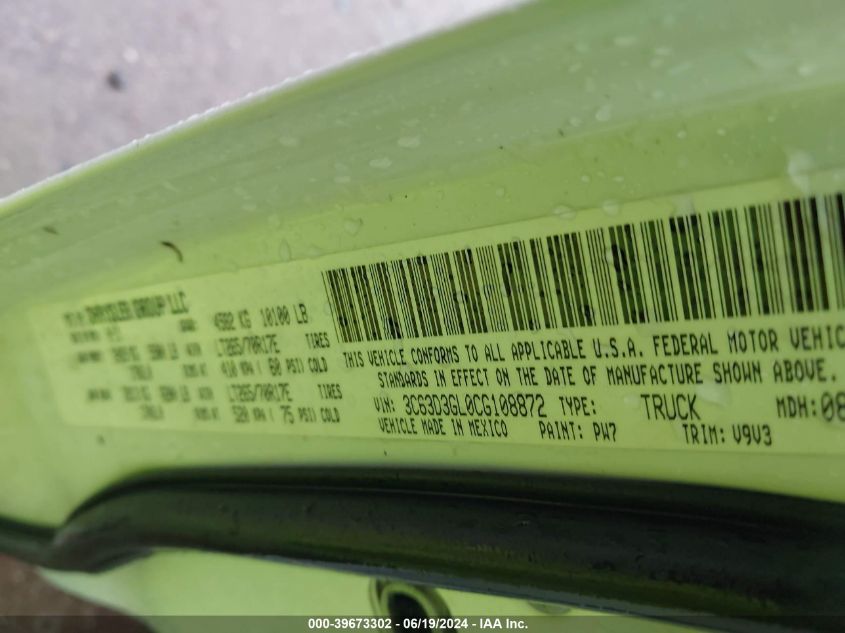 CHRYSLER GROUP LLC
4582 KG 10100 LB
LT265/70R17E TIRES
410 KPA ( 60 PSI) COLD
LT265/70R17E TIRES
520 KPA ( 75 PSI) COLD
THIS VEHICLE CONFORMS TO ALL APPLICABLE U.S.A. FEDERAL MOTOR VEHIC
STANDARDS IN EFFECT ON THE DATE OF MANUFACTURE SHOWN ABOVE.
VIN: 3C63D3GL0CG108872 TYPE: TRUCK MDH: 08
VEHICLE MADE IN MEXICO PAINT: PW7 TRIM: V9V3
000-39673302 / 06/19/2024 / IAA Inc.